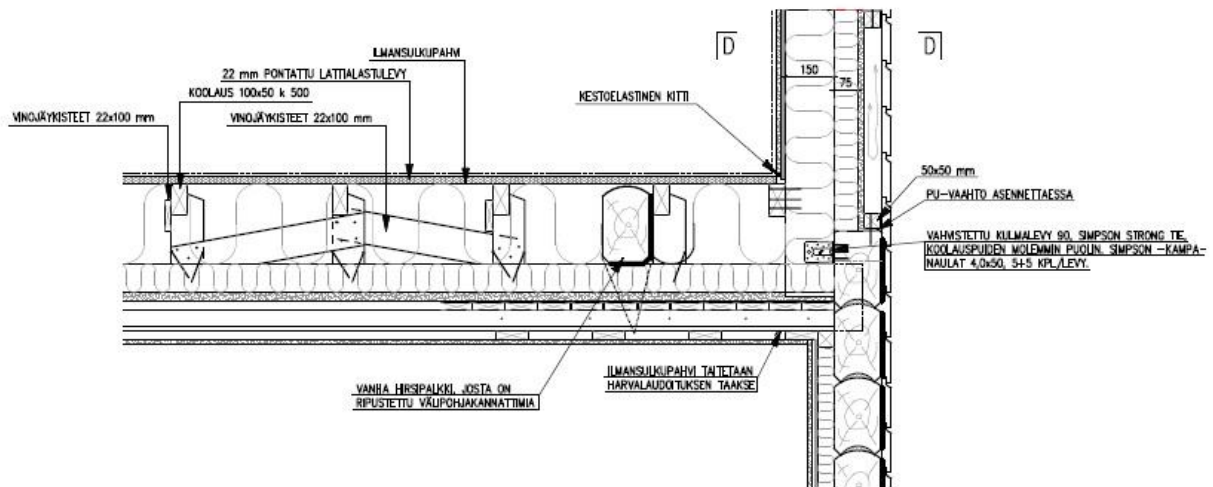 D
D
ILMANSULKUPAHVI
22 mm PONTATTU LATTIALASTULEVY
KOOLAUS 100x50 k 500
VINOJÄYKISTEET 22x100 mm
VINOJÄYKISTEET 22x100 mm
150
75
KESTOELASTINEN KITTI
50x50 mm
PU-VAAHTO ASENNETTAESSA
VAHVISTETTU KULMALEVY 90, SIMPSON STRONG TIE,
KOOLAUSPUIDEN MOLEMMIN PUOLIN. SIMPSON -KAMPA-
NAULAT 4,0x50, 5+5 KPL/LEVY.
VANHA HIRSIPALKKI, JOSTA ON
RIPUSTETTU VÄLIPOHJAKANNATTIMIA
ILMANSULKUPAHVI TAITETAAN
HARVALAUDOITUKSEN TAAKSE